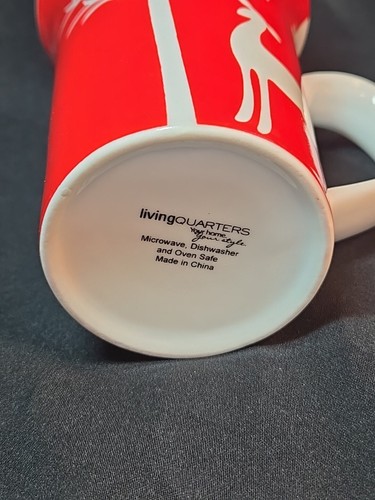 livingQUARTERS
Your home.
Your style.
Microwave, Dishwasher
and Oven Safe
Made in China